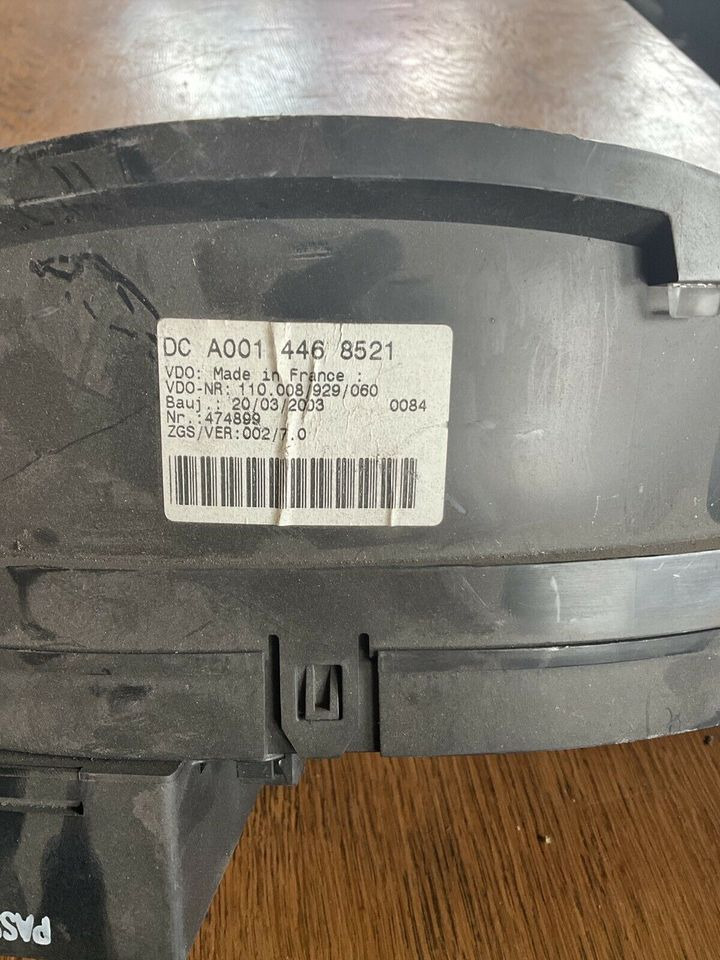 DC A001 446 8521
VDO: Made in France :
VDO-NR: 110.008/929/060
Bauj.: 20/03/2003 0084
Nr.:474899
ZGS/VER:002/7.0
PAS